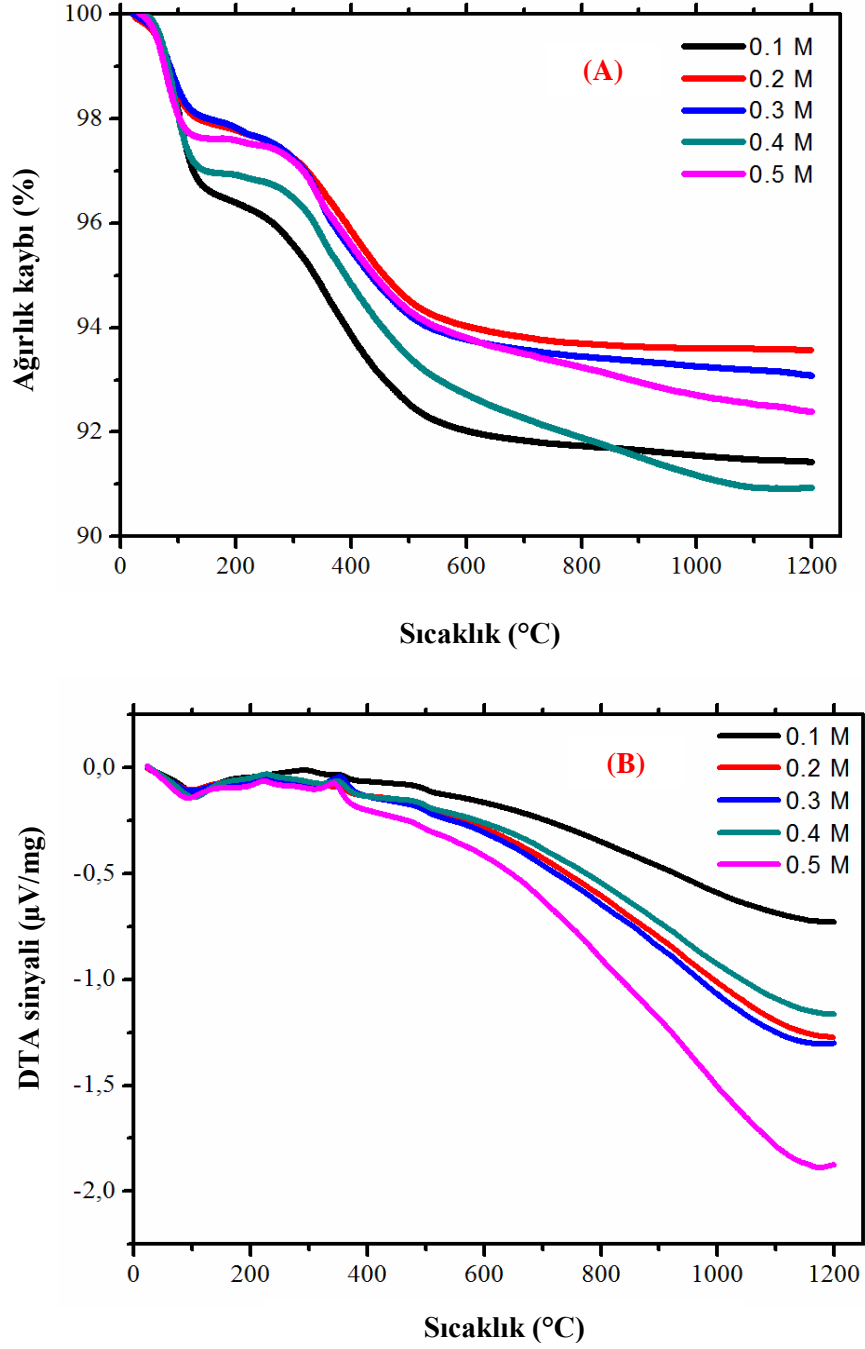 100
98
96
94
92
90
Ağırlık kaybı (%)
(A)
0.1 M
0.2 M
0.3 M
0.4 M
0.5 M
0 200 400 600 800 1000 1200
Sıcaklık (°C)
0,0
-0,5
-1,0
-1,5
-2,0
DTA sinyali (µV/mg)
(B)
0.1 M
0.2 M
0.3 M
0.4 M
0.5 M
0 200 400 600 800 1000 1200
Sıcaklık (°C)